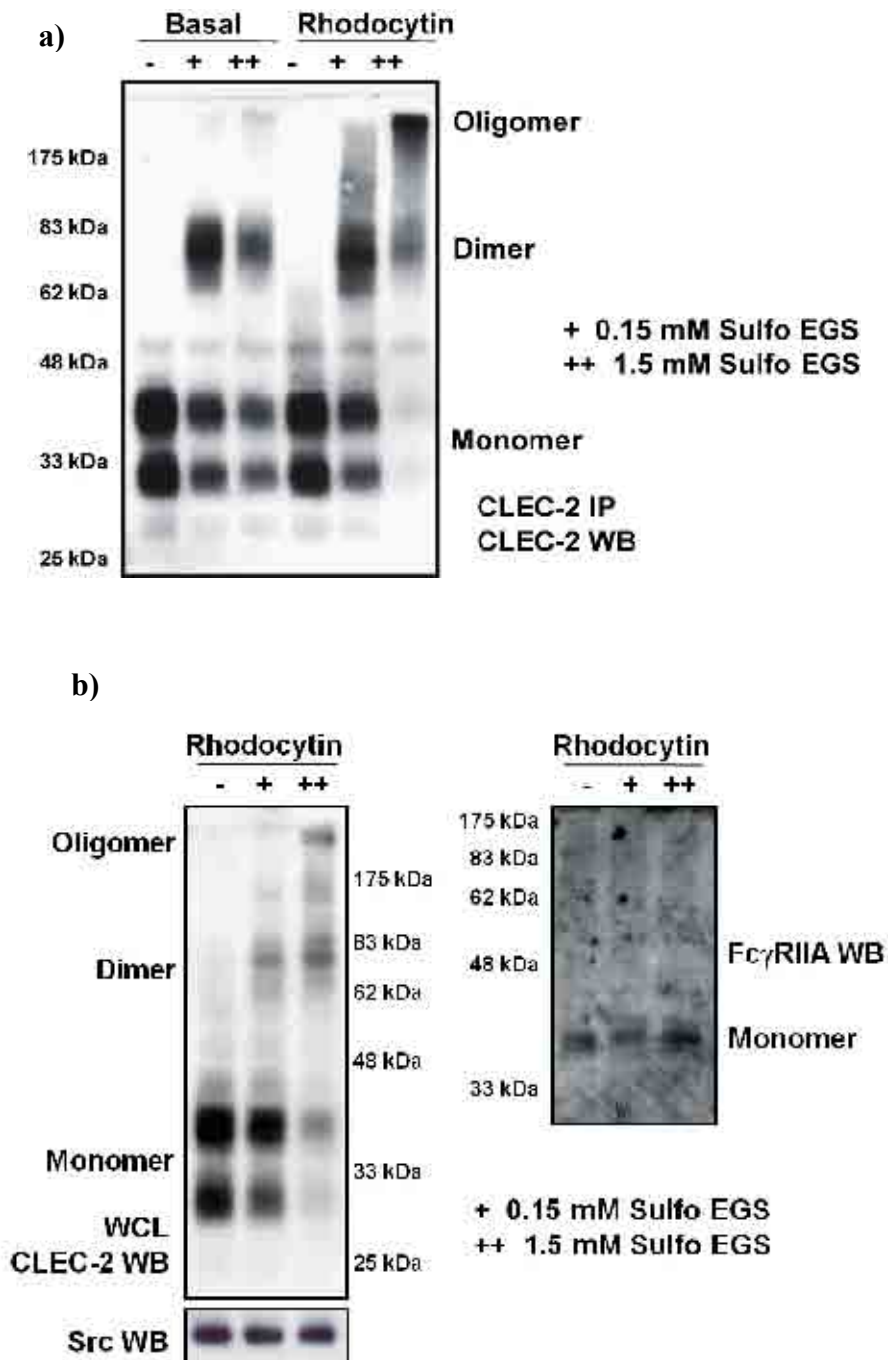 a)
Basal Rhodocytin
- + ++ - + ++
Oligomer
175 kDa
83 kDa
Dimer
62 kDa
+ 0.15 mM Sulfo EGS
48 kDa
++ 1.5 mM Sulfo EGS
Monomer
33 kDa
CLEC-2 IP
CLEC-2 WB
25 kDa
b)
Rhodocytin
- + ++
Oligomer
175 kDa
83 kDa
Dimer
62 kDa
48 kDa
Monomer
33 kDa
WCL
CLEC-2 WB
25 kDa
Src WB
Rhodocytin
- + ++
175 kDa
83 kDa
62 kDa
FcγRIIA WB
48 kDa
Monomer
33 kDa
+ 0.15 mM Sulfo EGS
++ 1.5 mM Sulfo EGS